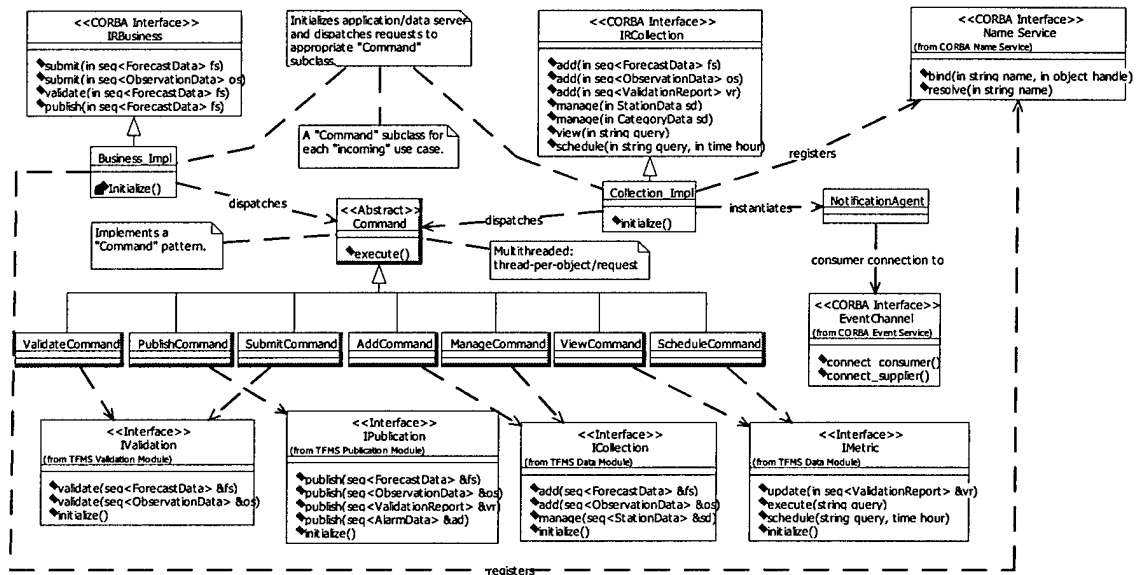 <<CORBA Interface>>
IRBusiness
submit(in seq<ForecastData> fs)
submit(in seq<ObservationData> os)
validate(in seq<ForecastData> fs)
publish(in seq<ForecastData> fs)
Initializes application/data server
and dispatches requests to
appropriate "Command"
subclass.
<<CORBA Interface>>
IRCollection
add(in seq<ForecastData> fs)
add(in seq<ObservationData> os)
add(in seq<ValidationReport> vr)
manage(in StationData sd)
manage(in CategoryData sd)
view(in string query)
schedule(in string query, in time hour)
<<CORBA Interface>>
Name Service
(from CORBA Name Service)
bind(in string name, in object handle)
resolve(in string name)
A "Command" subclass for
each "incoming" use case.
Business_Impl
Initialize()
registers
Collection_Impl
initialize()
dispatches
dispatches
instantiates
NotificationAgent
<<Abstract>>
Command
execute()
Implements a
"Command" pattern.
Multithreaded:
thread-per-object/request
consumer connection to
<<CORBA Interface>>
EventChannel
(from CORBA Event Service)
connect_consumer()
connect_supplier()
ValidateCommand
PublishCommand
SubmitCommand
AddCommand
ManageCommand
ViewCommand
ScheduleCommand
<<Interface>>
IValidation
(from TFMS Validation Module)
validate(seq<ForecastData> &fs)
validate(seq<ObservationData> &os)
initialize()
<<Interface>>
IPublication
(from TFMS Publication Module)
publish(seq<ForecastData> &fs)
publish(seq<ObservationData> &os)
publish(seq<ValidationReport> &vr)
publish(seq<AlarmData> &ad)
initialize()
<<Interface>>
ICollection
(from TFMS Data Module)
add(seq<ForecastData> &fs)
add(seq<ObservationData> &os)
manage(seq<StationData> &sd)
initialize()
<<Interface>>
IMetric
(from TFMS Data Module)
update(in seq<ValidationReport> &vr)
execute(string query)
schedule(string query, time hour)
initialize()
registers